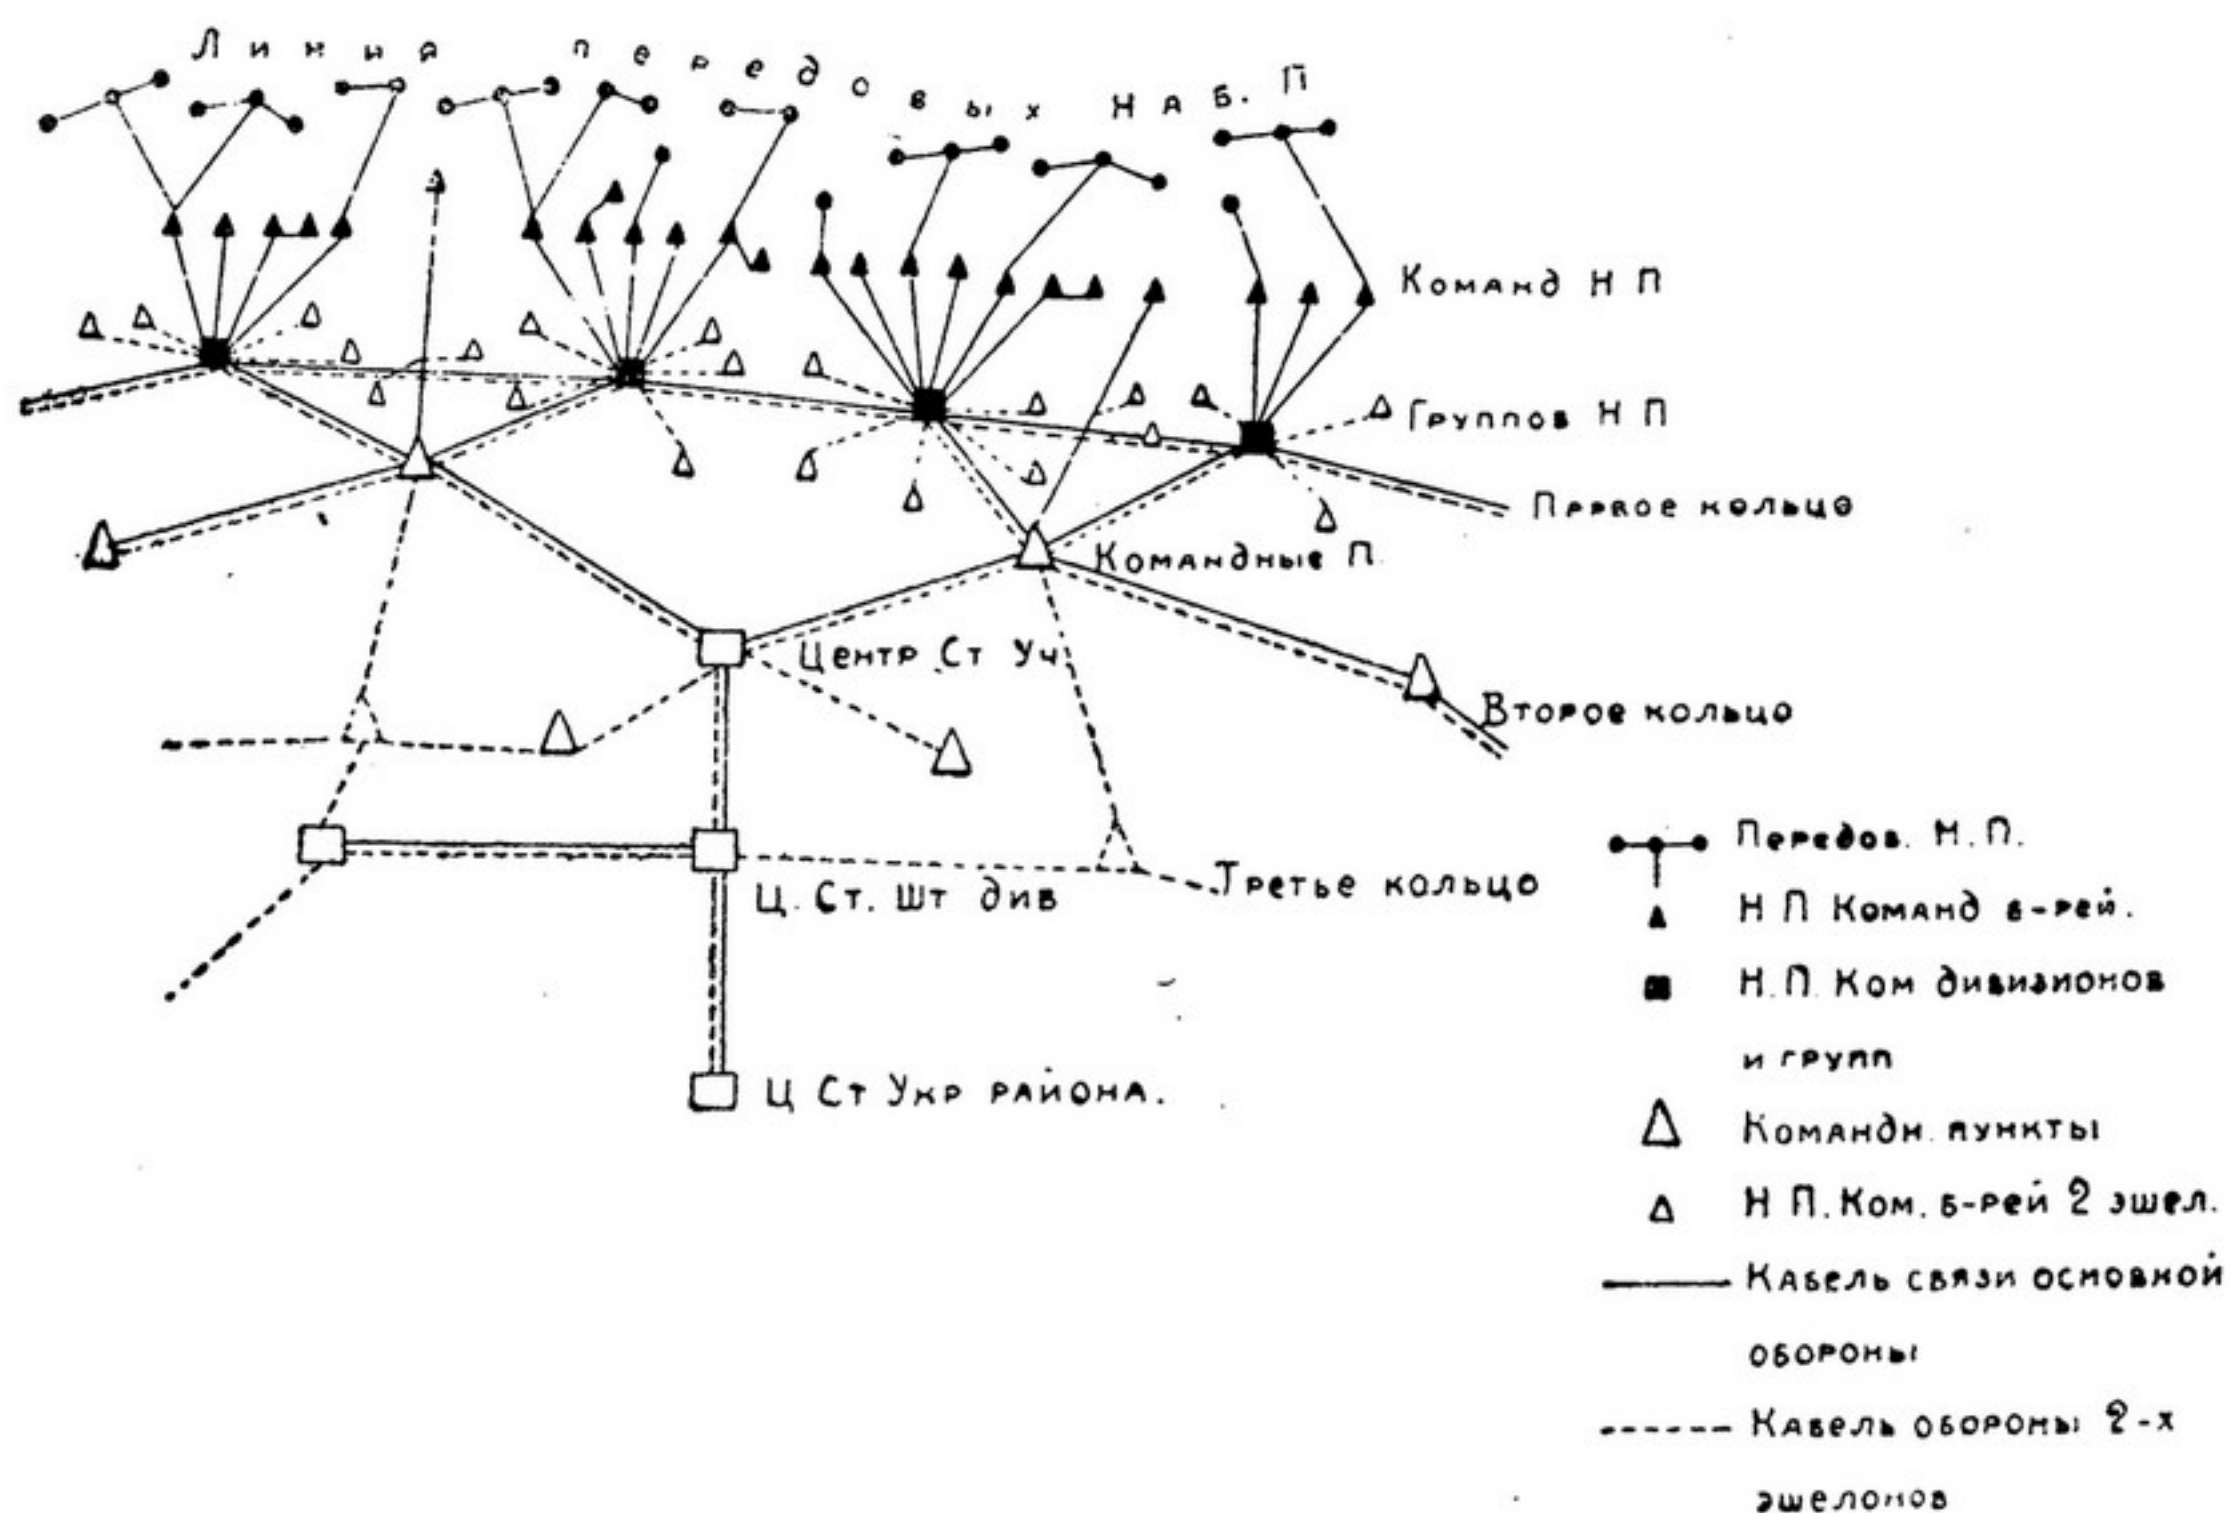 Линия передовых Наб. П
Команд Н П
Группов Н П
Первое кольцо
Командные П.
Центр Ст Уч.
Второе кольцо
Третье кольцо
Ц. Ст. Шт див
Ц Ст Укр района.
Передов. Н. П.
Н П Команд б-рей.
Н. П. Ком дивизионов
и групп
Командн. пункты
Н П. Ком. б-рей 2 эшел.
Кабель связи основной
обороны
Кабель обороны 2-х
эшелонов